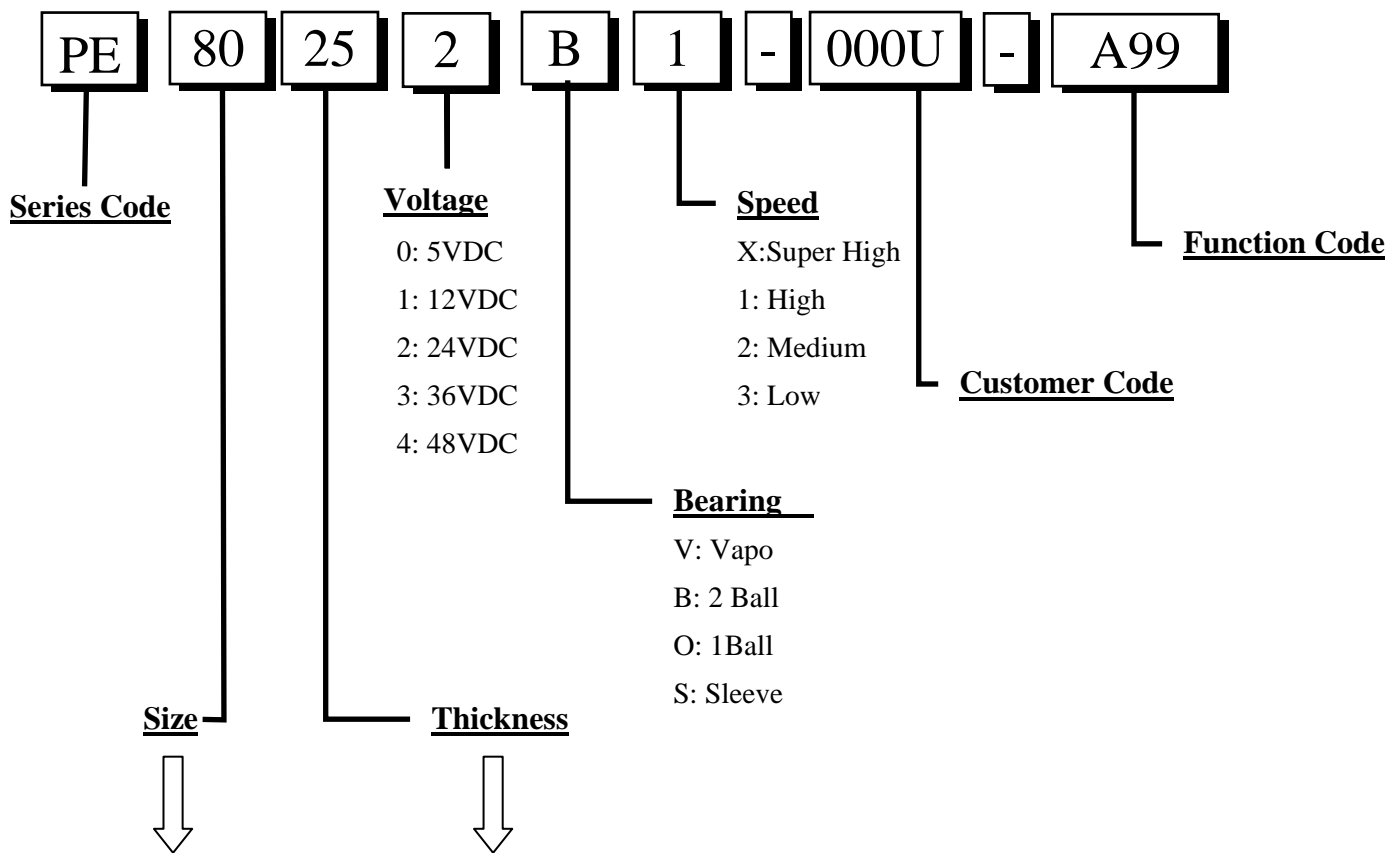 PE 80 25 2 B 1 - 000U - A99
Series Code
Voltage
0: 5VDC
1: 12VDC
2: 24VDC
3: 36VDC
4: 48VDC
Speed
X:Super High
1: High
2: Medium
3: Low
Function Code
Customer Code
Bearing
V: Vapo
B: 2 Ball
O: 1Ball
S: Sleeve
Size
Thickness